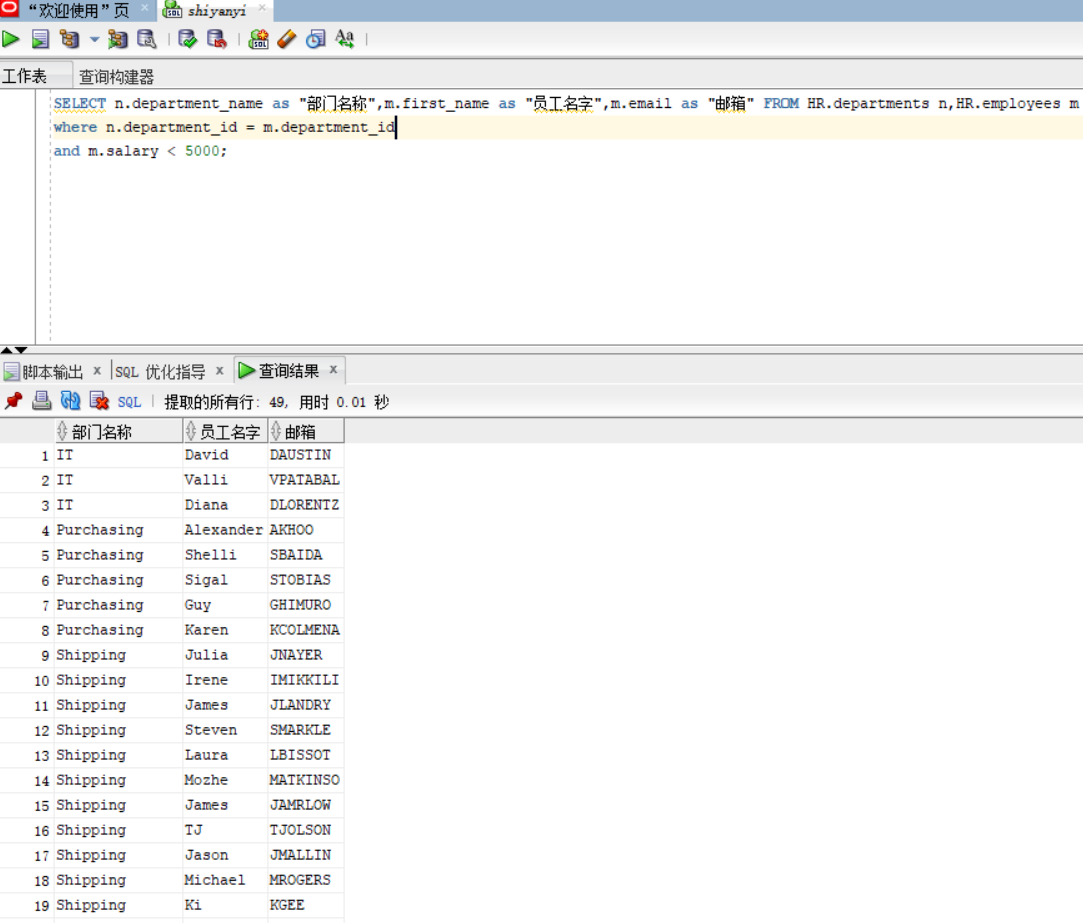 “欢迎使用”页 × shiyanyi ×
工作表 查询构建器
SELECT n.department_name as "部门名称",m.first_name as "员工名字",m.email as "邮箱" FROM HR.departments n,HR.employees m
where n.department_id = m.department_id
and m.salary < 5000;
脚本输出 × SQL 优化指导 × 查询结果 ×
SQL 提取的所有行: 49, 用时 0.01 秒
部门名称 员工名字 邮箱
1 IT David DAUSTIN
2 IT Valli VPATABAL
3 IT Diana DLORENTZ
4 Purchasing Alexander AKHOO
5 Purchasing Shelli SBAIDA
6 Purchasing Sigal STOBIAS
7 Purchasing Guy GHIMURO
8 Purchasing Karen KCOLMENA
9 Shipping Julia JNAYER
10 Shipping Irene IMIKKILI
11 Shipping James JLANDRY
12 Shipping Steven SMARKLE
13 Shipping Laura LBISSOT
14 Shipping Mozhe MATKINSO
15 Shipping James JAMRLOW
16 Shipping TJ TJOLSON
17 Shipping Jason JMALLIN
18 Shipping Michael MROGERS
19 Shipping Ki KGEE